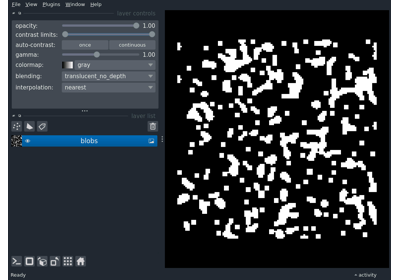 File View Plugins Window Help
layer controls
opacity: 1.00
contrast limits:
auto-contrast: once continuous
gamma: 1.00
colormap: gray
blending: translucent_no_depth
interpolation: nearest
layer list
blobs
Ready activity